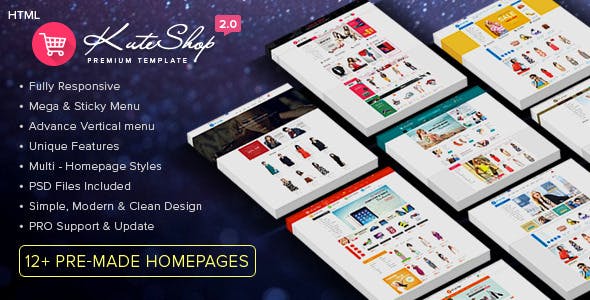 HTML
KuteShop 2.0
PREMIUM TEMPLATE
• Fully Responsive
• Mega & Sticky Menu
• Advance Vertical menu
• Unique Features
• Multi - Homepage Styles
• PSD Files Included
• Simple, Modern & Clean Design
• PRO Support & Update
12+ PRE-MADE HOMEPAGES
SALE